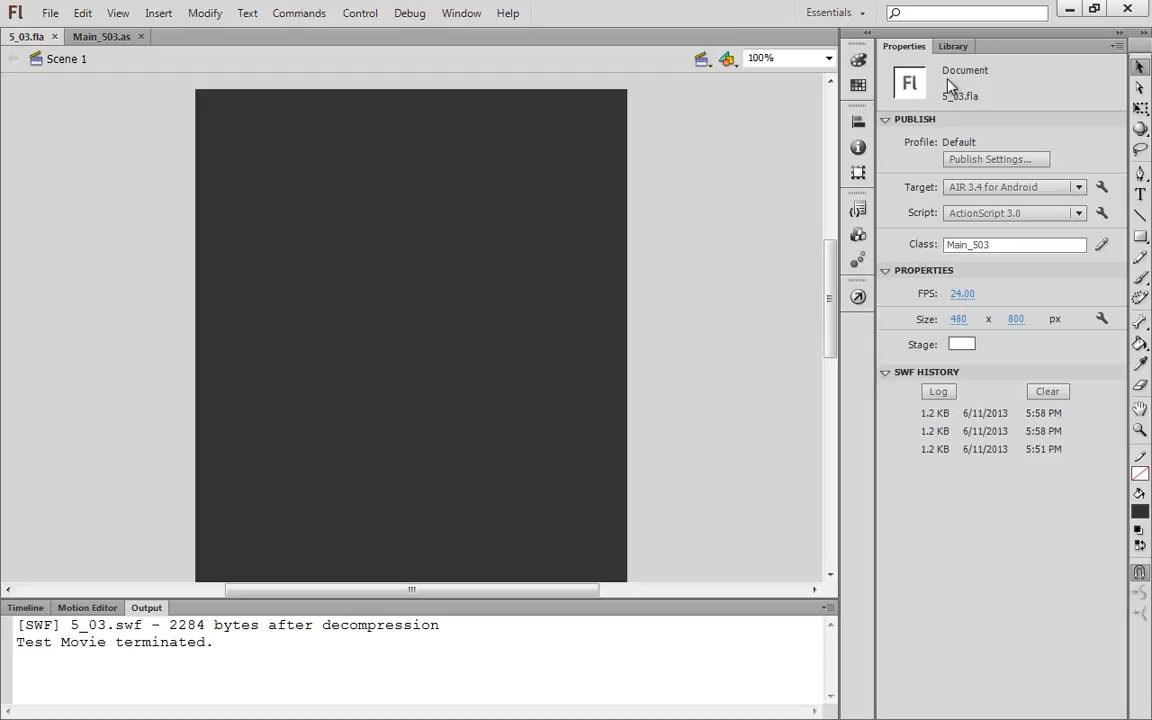 Fl File Edit View Insert Modify Text Commands Control Debug Window Help Essentials
5_03.fla × Main_503.as ×
Scene 1 100%
Properties Library
Fl Document
5_03.fla
PUBLISH
Profile: Default
Publish Settings...
Target: AIR 3.4 for Android
Script: ActionScript 3.0
Class: Main_503
PROPERTIES
FPS: 24.00
Size: 480 x 800 px
Stage:
SWF HISTORY
Log Clear
1.2 KB 6/11/2013 5:58 PM
1.2 KB 6/11/2013 5:58 PM
1.2 KB 6/11/2013 5:51 PM
Timeline Motion Editor Output
[SWF] 5_03.swf - 2284 bytes after decompression
Test Movie terminated.